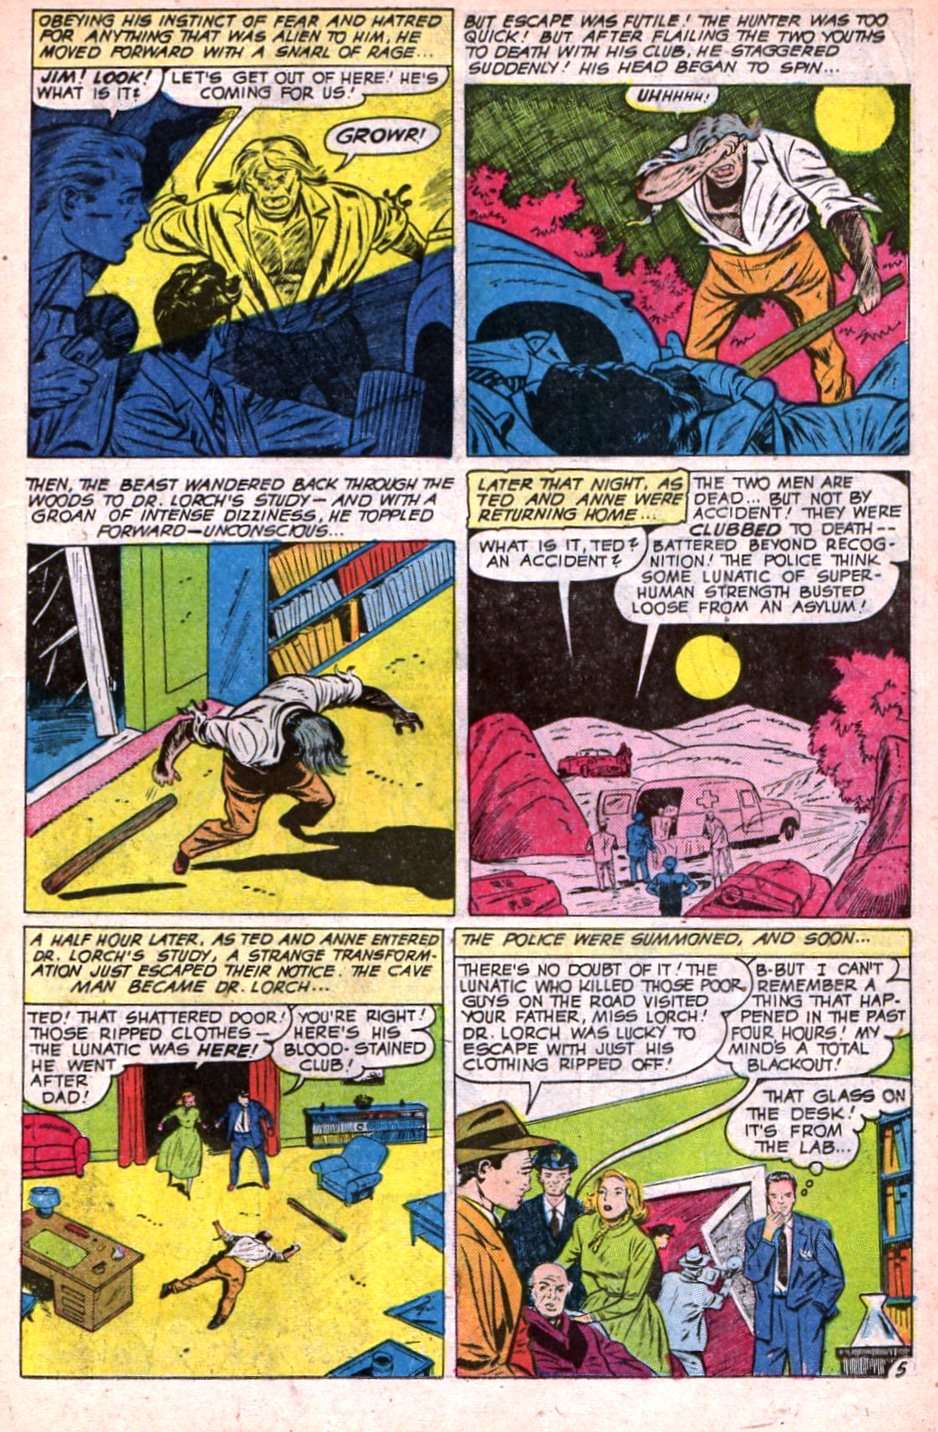 OBEYING HIS INSTINCT OF FEAR AND HATRED
FOR ANYTHING THAT WAS ALIEN TO HIM, HE
MOVED FORWARD WITH A SNARL OF RAGE...
JIM! LOOK!
WHAT IS IT?
LET'S GET OUT OF HERE! HE'S
COMING FOR US!
GROWR!
BUT ESCAPE WAS FUTILE! THE HUNTER WAS TOO
QUICK! BUT AFTER FLAILING THE TWO YOUTHS
TO DEATH WITH HIS CLUB, HE STAGGERED
SUDDENLY! HIS HEAD BEGAN TO SPIN...
UHHHHH!
THEN, THE BEAST WANDERED BACK THROUGH THE
WOODS TO DR. LORCH'S STUDY—AND WITH A
GROAN OF INTENSE DIZZINESS, HE TOPPLED
FORWARD—UNCONSCIOUS...
LATER THAT NIGHT, AS
TED AND ANNE WERE
RETURNING HOME...
WHAT IS IT, TED?
AN ACCIDENT?
THE TWO MEN ARE
DEAD... BUT NOT BY
ACCIDENT! THEY WERE
CLUBBED TO DEATH--
BATTERED BEYOND RECOG-
NITION! THE POLICE THINK
SOME LUNATIC OF SUPER-
HUMAN STRENGTH BUSTED
LOOSE FROM AN ASYLUM!
A HALF HOUR LATER, AS TED AND ANNE ENTERED
DR. LORCH'S STUDY, A STRANGE TRANSFORM-
ATION JUST ESCAPED THEIR NOTICE. THE CAVE
MAN BECAME DR. LORCH...
TED! THAT SHATTERED DOOR!
THOSE RIPPED CLOTHES—
THE LUNATIC WAS HERE!
HE WENT
AFTER
DAD!
YOU'RE RIGHT!
HERE'S HIS
BLOOD-STAINED
CLUB!
THE POLICE WERE SUMMONED, AND SOON...
THERE'S NO DOUBT OF IT! THE
LUNATIC WHO KILLED THOSE POOR
GUYS ON THE ROAD VISITED
YOUR FATHER, MISS LORCH!
DR. LORCH WAS LUCKY TO
ESCAPE WITH JUST HIS
CLOTHING RIPPED OFF!
B-BUT I CAN'T
REMEMBER A
THING THAT HAP-
PENED IN THE PAST
FOUR HOURS! MY
MIND'S A TOTAL
BLACKOUT!
THAT GLASS ON
THE DESK!
IT'S FROM
THE LAB...
5